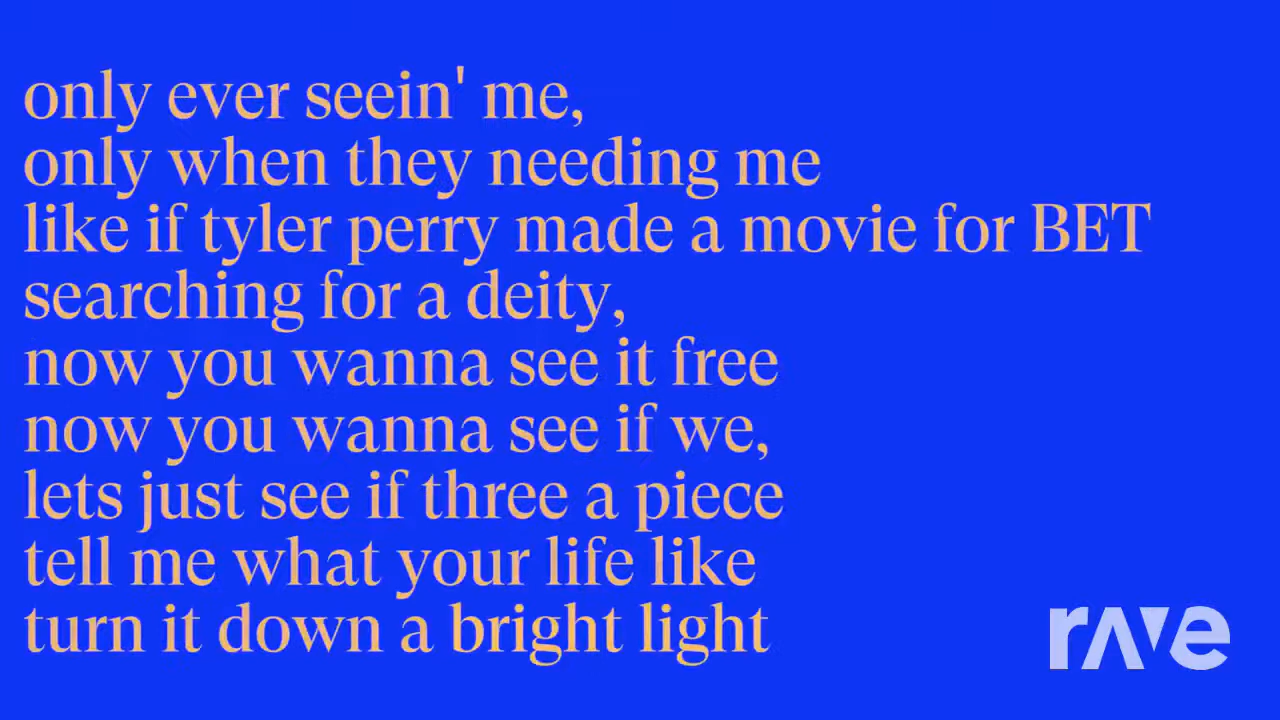 only ever seein' me,
only when they needing me
like if tyler perry made a movie for BET
searching for a deity,
now you wanna see it free
now you wanna see if we,
lets just see if three a piece
tell me what your life like
turn it down a bright light
rave